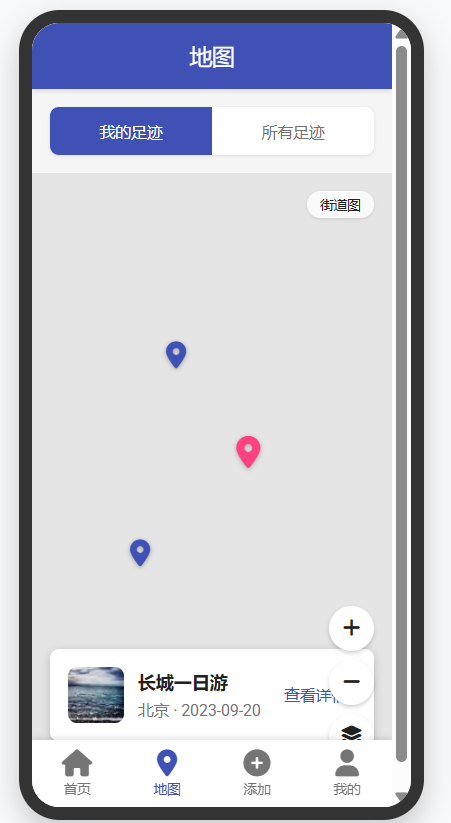 地图
我的足迹
所有足迹
街道图
长城一日游
北京 · 2023-09-20
查看详
首页
地图
添加
我的